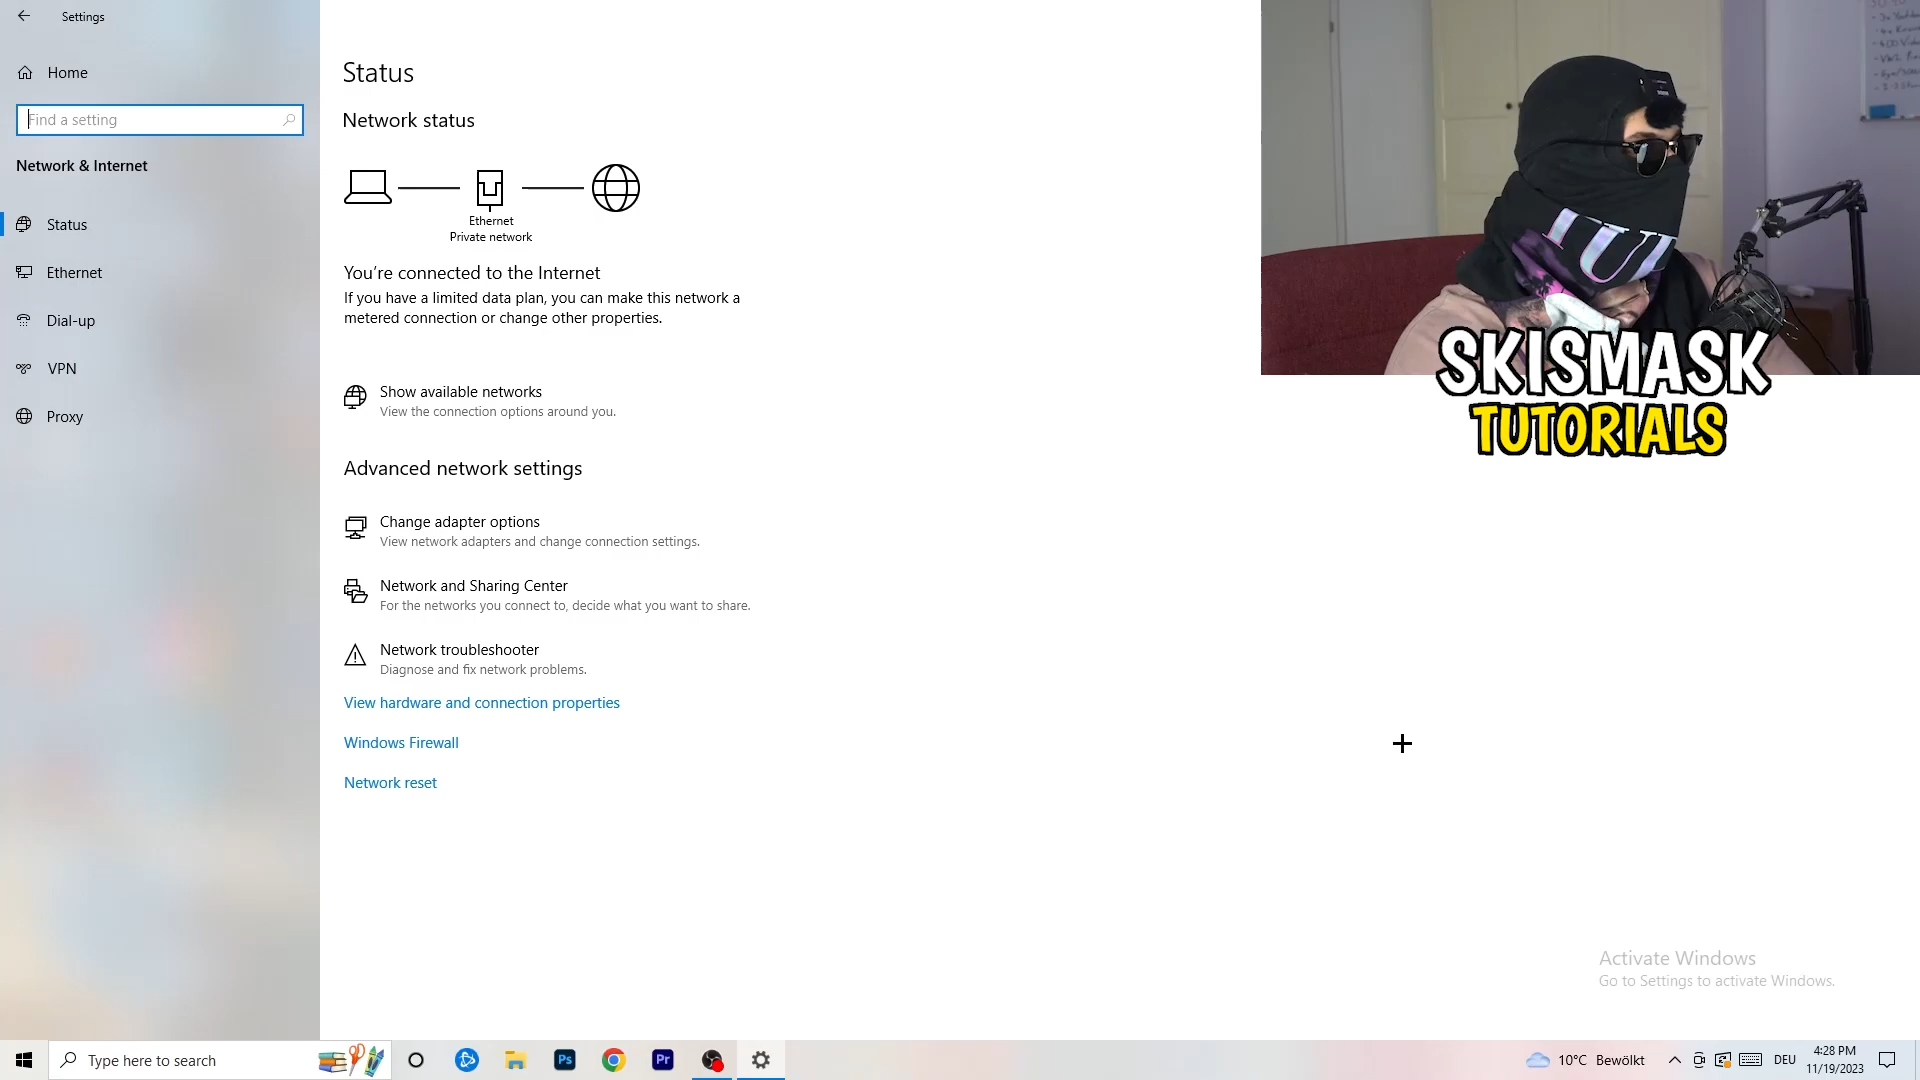 Settings
Home
Find a setting
Network & Internet
Status
Ethernet
Dial-up
VPN
Proxy
Status
Network status
Ethernet
Private network
You’re connected to the Internet
If you have a limited data plan, you can make this network a
metered connection or change other properties.
Show available networks
View the connection options around you.
Advanced network settings
Change adapter options
View network adapters and change connection settings.
Network and Sharing Center
For the networks you connect to, decide what you want to share.
Network troubleshooter
Diagnose and fix network problems.
View hardware and connection properties
Windows Firewall
Network reset
SKISMASK
TUTORIALS
Activate Windows
Go to Settings to activate Windows.
Type here to search
Ps
Pr
10°C Bewölkt
DEU
4:28 PM
11/19/2023